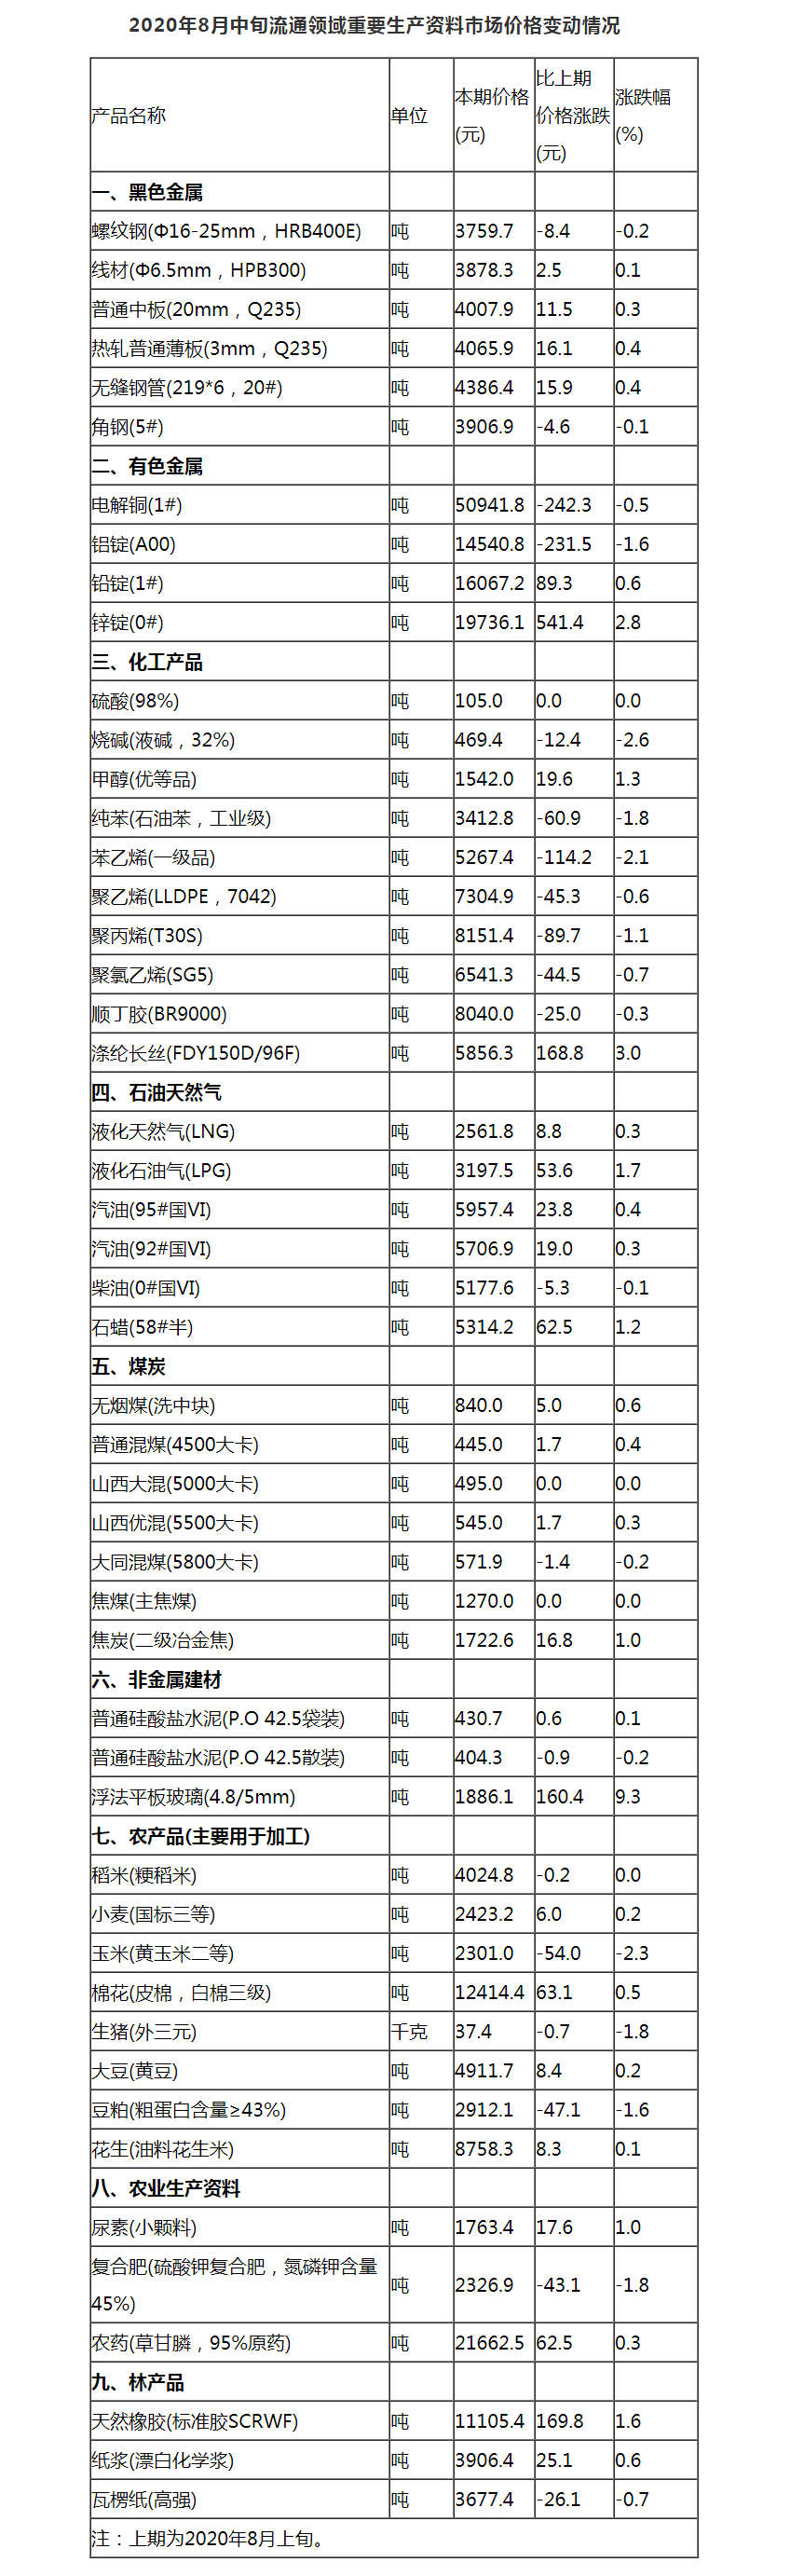 2020年8月中旬流通领域重要生产资料市场价格变动情况
产品名称 单位 本期价格(元) 比上期价格涨跌(元) 涨跌幅(%)
一、黑色金属
螺纹钢(Φ16-25mm，HRB400E) 吨 3759.7 -8.4 -0.2
线材(Φ6.5mm，HPB300) 吨 3878.3 2.5 0.1
普通中板(20mm，Q235) 吨 4007.9 11.5 0.3
热轧普通薄板(3mm，Q235) 吨 4065.9 16.1 0.4
无缝钢管(219*6，20#) 吨 4386.4 15.9 0.4
角钢(5#) 吨 3906.9 -4.6 -0.1
二、有色金属
电解铜(1#) 吨 50941.8 -242.3 -0.5
铝锭(A00) 吨 14540.8 -231.5 -1.6
铅锭(1#) 吨 16067.2 89.3 0.6
锌锭(0#) 吨 19736.1 541.4 2.8
三、化工产品
硫酸(98%) 吨 105.0 0.0 0.0
烧碱(液碱，32%) 吨 469.4 -12.4 -2.6
甲醇(优等品) 吨 1542.0 19.6 1.3
纯苯(石油苯，工业级) 吨 3412.8 -60.9 -1.8
苯乙烯(一级品) 吨 5267.4 -114.2 -2.1
聚乙烯(LLDPE，7042) 吨 7304.9 -45.3 -0.6
聚丙烯(T30S) 吨 8151.4 -89.7 -1.1
聚氯乙烯(SG5) 吨 6541.3 -44.5 -0.7
顺丁胶(BR9000) 吨 8040.0 -25.0 -0.3
涤纶长丝(FDY150D/96F) 吨 5856.3 168.8 3.0
四、石油天然气
液化天然气(LNG) 吨 2561.8 8.8 0.3
液化石油气(LPG) 吨 3197.5 53.6 1.7
汽油(95#国VI) 吨 5957.4 23.8 0.4
汽油(92#国VI) 吨 5706.9 19.0 0.3
柴油(0#国VI) 吨 5177.6 -5.3 -0.1
石蜡(58#半) 吨 5314.2 62.5 1.2
五、煤炭
无烟煤(洗中块) 吨 840.0 5.0 0.6
普通混煤(4500大卡) 吨 445.0 1.7 0.4
山西大混(5000大卡) 吨 495.0 0.0 0.0
山西优混(5500大卡) 吨 545.0 1.7 0.3
大同混煤(5800大卡) 吨 571.9 -1.4 -0.2
焦煤(主焦煤) 吨 1270.0 0.0 0.0
焦炭(二级冶金焦) 吨 1722.6 16.8 1.0
六、非金属建材
普通硅酸盐水泥(P.O 42.5袋装) 吨 430.7 0.6 0.1
普通硅酸盐水泥(P.O 42.5散装) 吨 404.3 -0.9 -0.2
浮法平板玻璃(4.8/5mm) 吨 1886.1 160.4 9.3
七、农产品(主要用于加工)
稻米(粳稻米) 吨 4024.8 -0.2 0.0
小麦(国标三等) 吨 2423.2 6.0 0.2
玉米(黄玉米二等) 吨 2301.0 -54.0 -2.3
棉花(皮棉，白棉三级) 吨 12414.4 63.1 0.5
生猪(外三元) 千克 37.4 -0.7 -1.8
大豆(黄豆) 吨 4911.7 8.4 0.2
豆粕(粗蛋白含量≥43%) 吨 2912.1 -47.1 -1.6
花生(油料花生米) 吨 8758.3 8.3 0.1
八、农业生产资料
尿素(小颗料) 吨 1763.4 17.6 1.0
复合肥(硫酸钾复合肥，氮磷钾含量
45%) 吨 2326.9 -43.1 -1.8
农药(草甘膦，95%原药) 吨 21662.5 62.5 0.3
九、林产品
天然橡胶(标准胶SCRWF) 吨 11105.4 169.8 1.6
纸浆(漂白化学浆) 吨 3906.4 25.1 0.6
瓦楞纸(高强) 吨 3677.4 -26.1 -0.7
注：上期为2020年8月上旬。